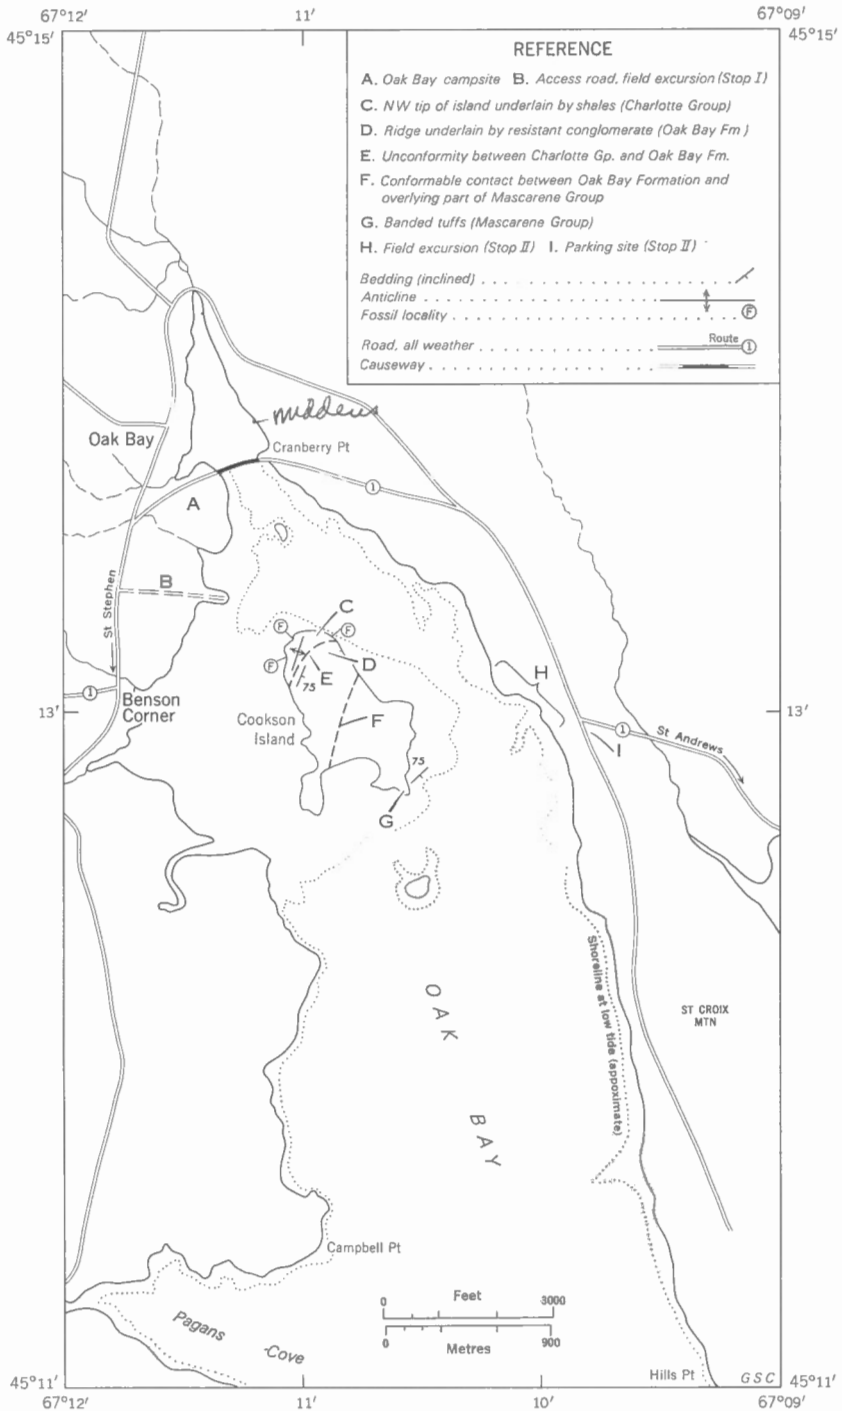 67°12' 11' 67°09'
45°15' 45°15'
REFERENCE
A. Oak Bay campsite B. Access road, field excursion (Stop I)
C. NW tip of island underlain by shales (Charlotte Group)
D. Ridge underlain by resistant conglomerate (Oak Bay Fm)
E. Unconformity between Charlotte Gp. and Oak Bay Fm.
F. Conformable contact between Oak Bay Formation and
overlying part of Mascarene Group
G. Banded tuffs (Mascarene Group)
H. Field excursion (Stop II) I. Parking site (Stop II)
Bedding (inclined)
Anticline
Fossil locality F
Road, all weather Route 1
Causeway
middens
Oak Bay
Cranberry Pt
1
A
B
St Stephen
C
F
F
F
D
E
75
H
1
Benson
Corner
13'
13'
Cookson
Island
F
1
St Andrews
I
75
G
Shoreline at low tide (appoximate)
OAK
BAY
ST CROIX
MTN
Campbell Pt
Feet
0 3000
0 900
Metres
Pagans
Cove
Hills Pt
GSC
45°11' 45°11'
67°12' 11' 10' 67°09'